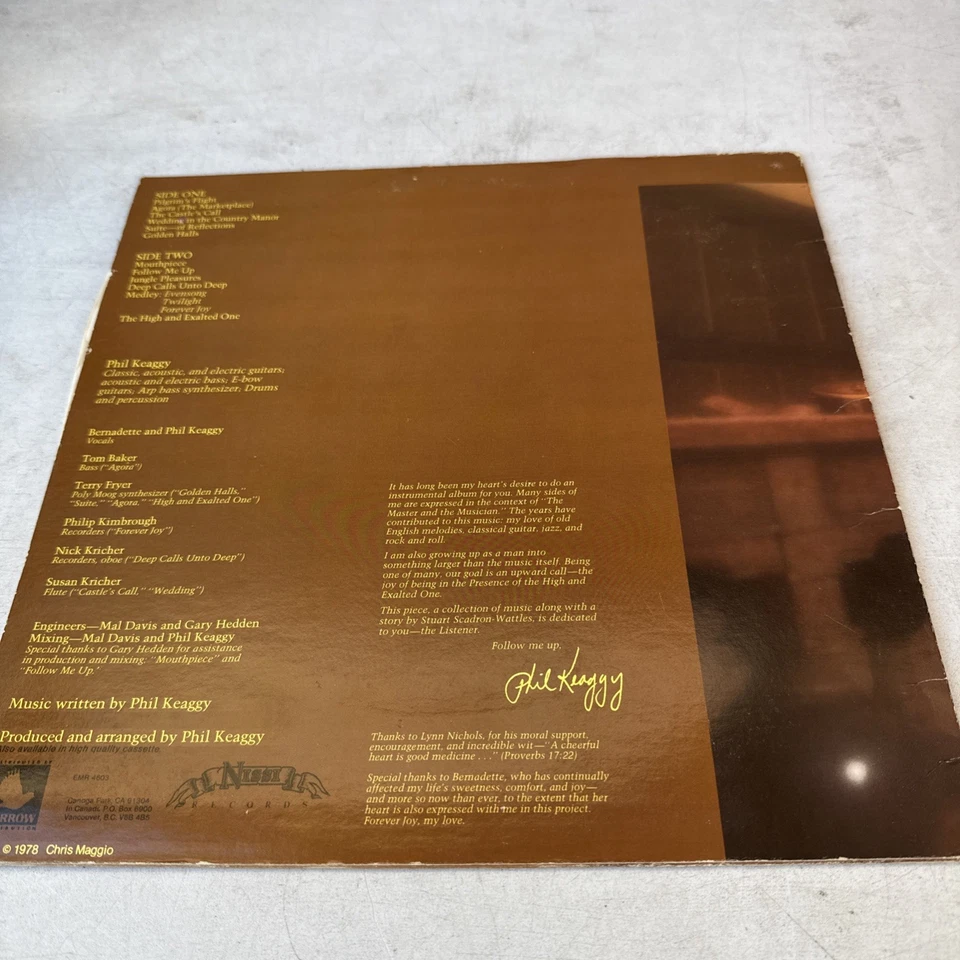 SIDE ONE
Pilgrim's Flight
Agora (The Marketplace)
The Castle's Call
Wedding in the Country Manor
Suite—of Reflections
Golden Halls
SIDE TWO
Mouthpiece
Follow Me Up
Jungle Pleasures
Deep Calls Unto Deep
Medley: Evensong
Twilight
Forever Joy
The High and Exalted One
Phil Keaggy
Classic, acoustic, and electric guitars;
acoustic and electric bass; E-bow
guitars; Arp bass synthesizer; Drums
and percussion
Bernadette and Phil Keaggy
Vocals
Tom Baker
Bass ("Agora")
Terry Fryer
Poly Moog synthesizer ("Golden Halls,"
"Suite," "Agora," "High and Exalted One")
Philip Kimbrough
Recorders ("Forever Joy")
Nick Kricher
Recorders, oboe ("Deep Calls Unto Deep")
Susan Kricher
Flute ("Castle's Call," "Wedding")
Engineers—Mal Davis and Gary Hedden
Mixing—Mal Davis and Phil Keaggy
Special thanks to Gary Hedden for assistance
in production and mixing. "Mouthpiece" and
"Follow Me Up."
Music written by Phil Keaggy
Produced and arranged by Phil Keaggy
Also available in high quality cassette.
EMR 4603
Canoga Park, CA 91304
In Canada, P.O. Box 6900
Vancouver, B.C. V6B 4B5
NISSI
RECORDS
© 1978 Chris Maggio
It has long been my heart's desire to do an
instrumental album for you. Many sides of
me are expressed in the context of "The
Master and the Musician." The years have
contributed to this music: my love of old
English melodies, classical guitar, jazz, and
rock and roll.
I am also growing up as a man into
something larger than the music itself. Being
one of many, our goal is an upward call—the
joy of being in the Presence of the High and
Exalted One.
This piece, a collection of music along with a
story by Stuart Scadron-Wattles, is dedicated
to you—the Listener.
Follow me up,
Phil Keaggy
Thanks to Lynn Nichols, for his moral support,
encouragement, and incredible wit—"A cheerful
heart is good medicine . . ." (Proverbs 17:22)
Special thanks to Bernadette, who has continually
affected my life's sweetness, comfort, and joy—
and more so now than ever, to the extent that her
heart is also expressed with me in this project.
Forever Joy, my love.